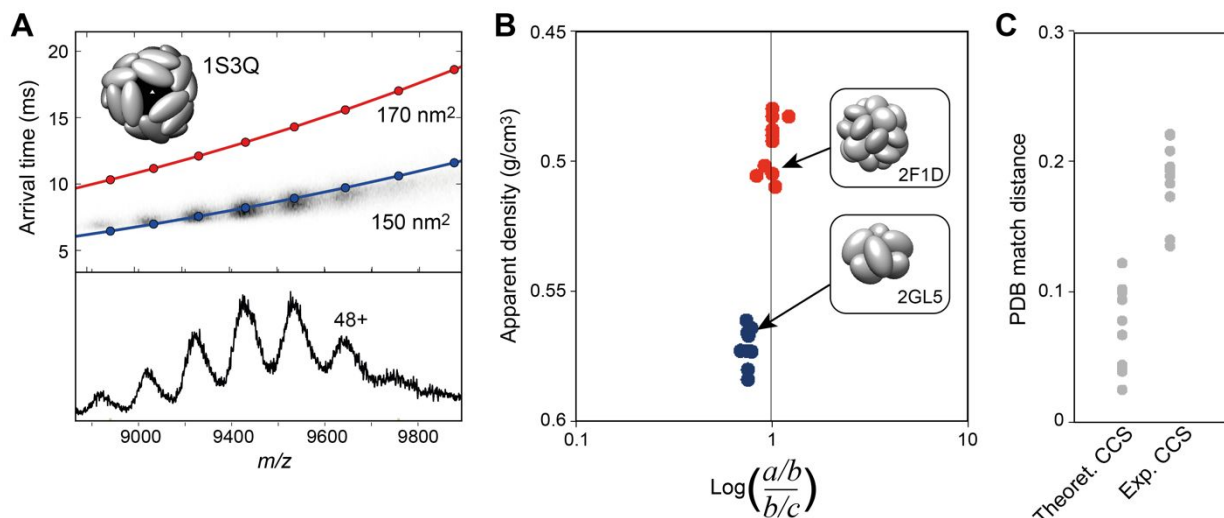 A
20
15
10
5
Arrival time (ms)
1S3Q
170 nm²
150 nm²
48+
9000
9200
9400
9600
9800
m/z
B
0.45
0.5
0.55
0.6
Apparent density (g/cm³)
2F1D
2GL5
0.1
1
10
Log(a/b
b/c)
C
0.3
0.2
0.1
0
PDB match distance
Theoret. CCS
Exp. CCS